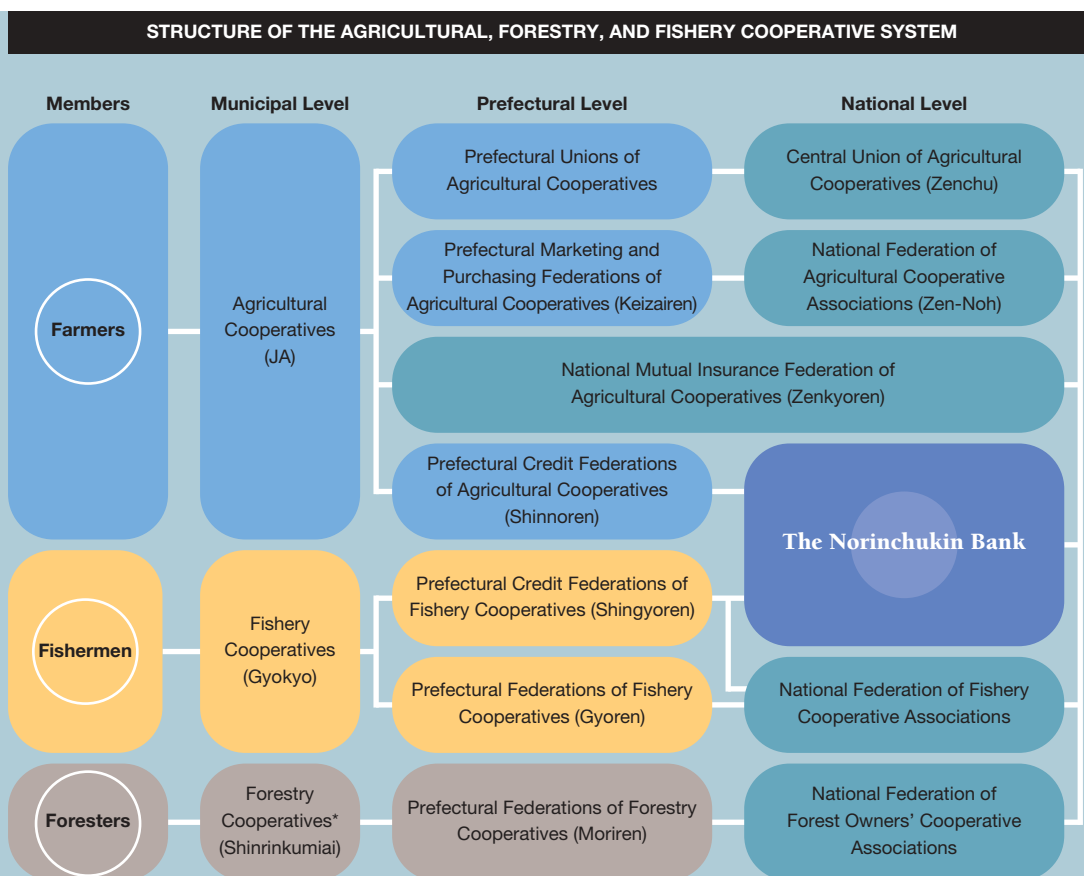 STRUCTURE OF THE AGRICULTURAL, FORESTRY, AND FISHERY COOPERATIVE SYSTEM
Members
Municipal Level
Prefectural Level
National Level
Farmers
Agricultural
Cooperatives
(JA)
Prefectural Unions of
Agricultural Cooperatives
Central Union of Agricultural
Cooperatives (Zenchu)
Prefectural Marketing and
Purchasing Federations of
Agricultural Cooperatives (Keizairen)
National Federation of
Agricultural Cooperative
Associations (Zen-Noh)
National Mutual Insurance Federation of
Agricultural Cooperatives (Zenkyoren)
Prefectural Credit Federations
of Agricultural Cooperatives
(Shinnoren)
The Norinchukin Bank
Fishermen
Fishery
Cooperatives
(Gyokyo)
Prefectural Credit Federations of
Fishery Cooperatives (Shingyoren)
Prefectural Federations of Fishery
Cooperatives (Gyoren)
National Federation of Fishery
Cooperative Associations
Foresters
Forestry
Cooperatives*
(Shinrinkumiai)
Prefectural Federations of Forestry
Cooperatives (Moriren)
National Federation of
Forest Owners' Cooperative
Associations